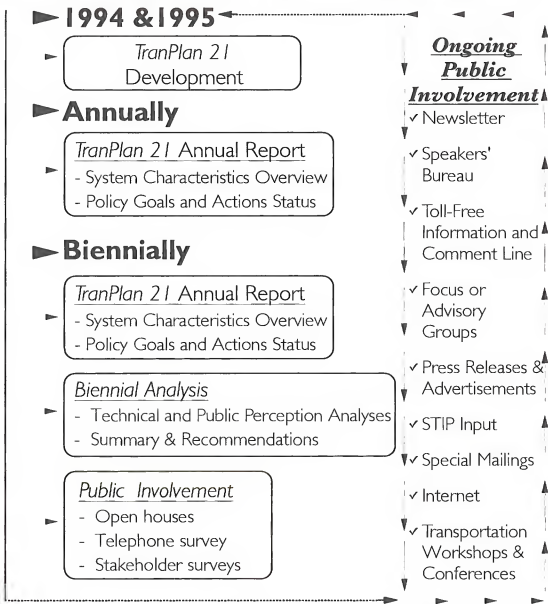 1994 &1995
TranPlan 21
Development
Annually
TranPlan 21 Annual Report
- System Characteristics Overview
- Policy Goals and Actions Status
Biennially
TranPlan 21 Annual Report
- System Characteristics Overview
- Policy Goals and Actions Status
Biennial Analysis
- Technical and Public Perception Analyses
- Summary & Recommendations
Public Involvement
- Open houses
- Telephone survey
- Stakeholder surveys
Ongoing
Public
Involvement
✓ Newsletter
✓ Speakers'
Bureau
✓ Toll-Free
Information and
Comment Line
✓ Focus or
Advisory
Groups
✓ Press Releases &
Advertisements
✓ STIP Input
✓ Special Mailings
✓ Internet
✓ Transportation
Workshops &
Conferences